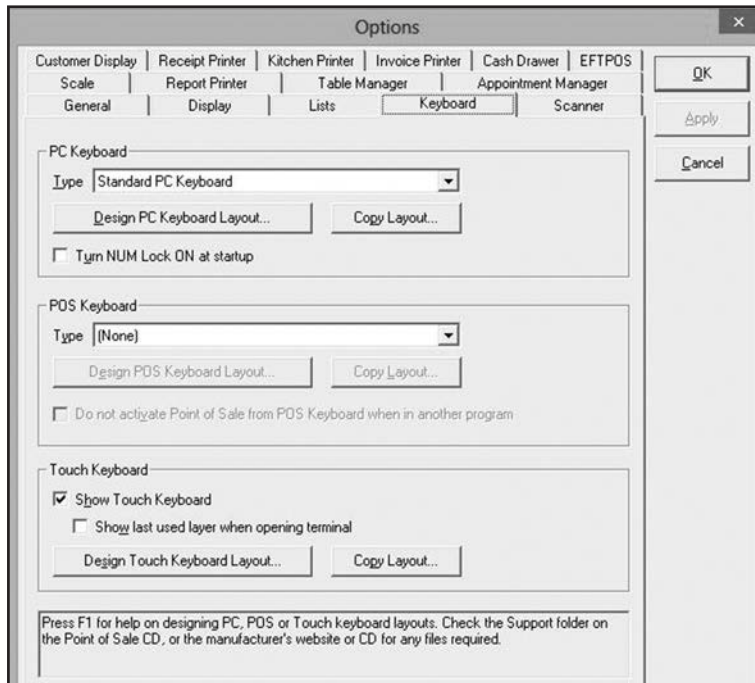 Options
×
Customer Display Receipt Printer Kitchen Printer Invoice Printer Cash Drawer EFTPOS
Scale Report Printer Table Manager Appointment Manager
General Display Lists Keyboard Scanner
OK
Apply
Cancel
PC Keyboard
Type Standard PC Keyboard
Design PC Keyboard Layout... Copy Layout...
Turn NUM Lock ON at startup
POS Keyboard
Type (None)
Design POS Keyboard Layout... Copy Layout...
Do not activate Point of Sale from POS Keyboard when in another program
Touch Keyboard
Show Touch Keyboard
Show last used layer when opening terminal
Design Touch Keyboard Layout... Copy Layout...
Press F1 for help on designing PC, POS or Touch keyboard layouts. Check the Support folder on
the Point of Sale CD, or the manufacturer's website or CD for any files required.